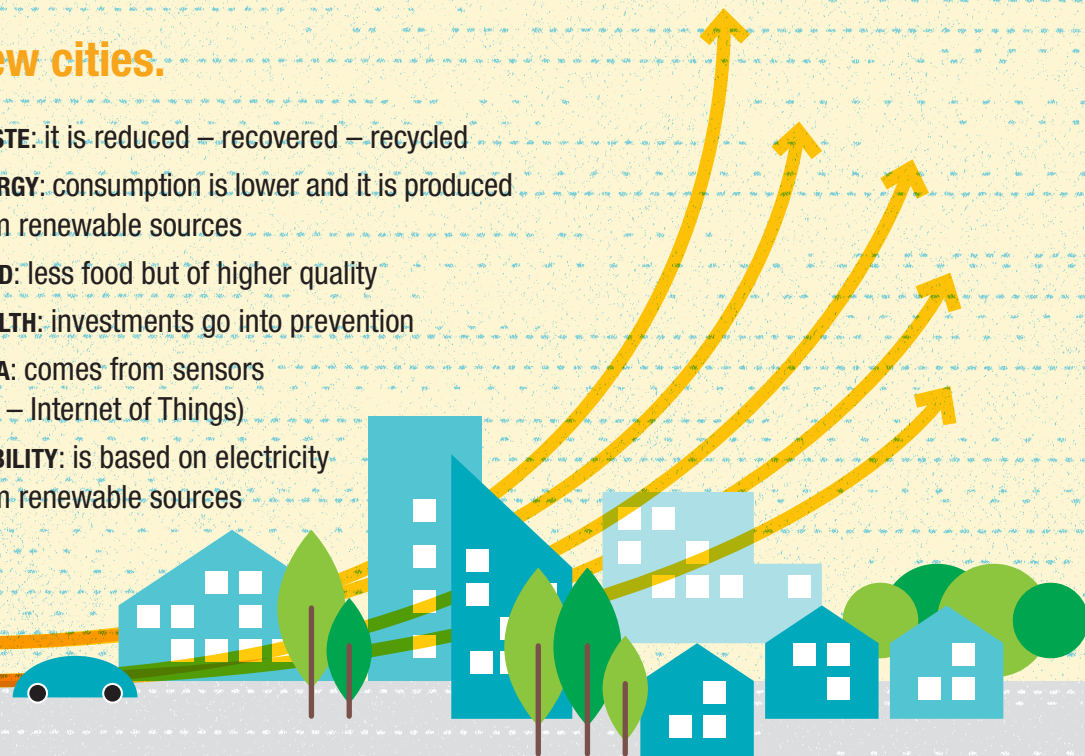 ew cities.
STE: it is reduced – recovered – recycled
RGY: consumption is lower and it is produced
m renewable sources
D: less food but of higher quality
LTH: investments go into prevention
A: comes from sensors
– Internet of Things)
BILITY: is based on electricity
m renewable sources